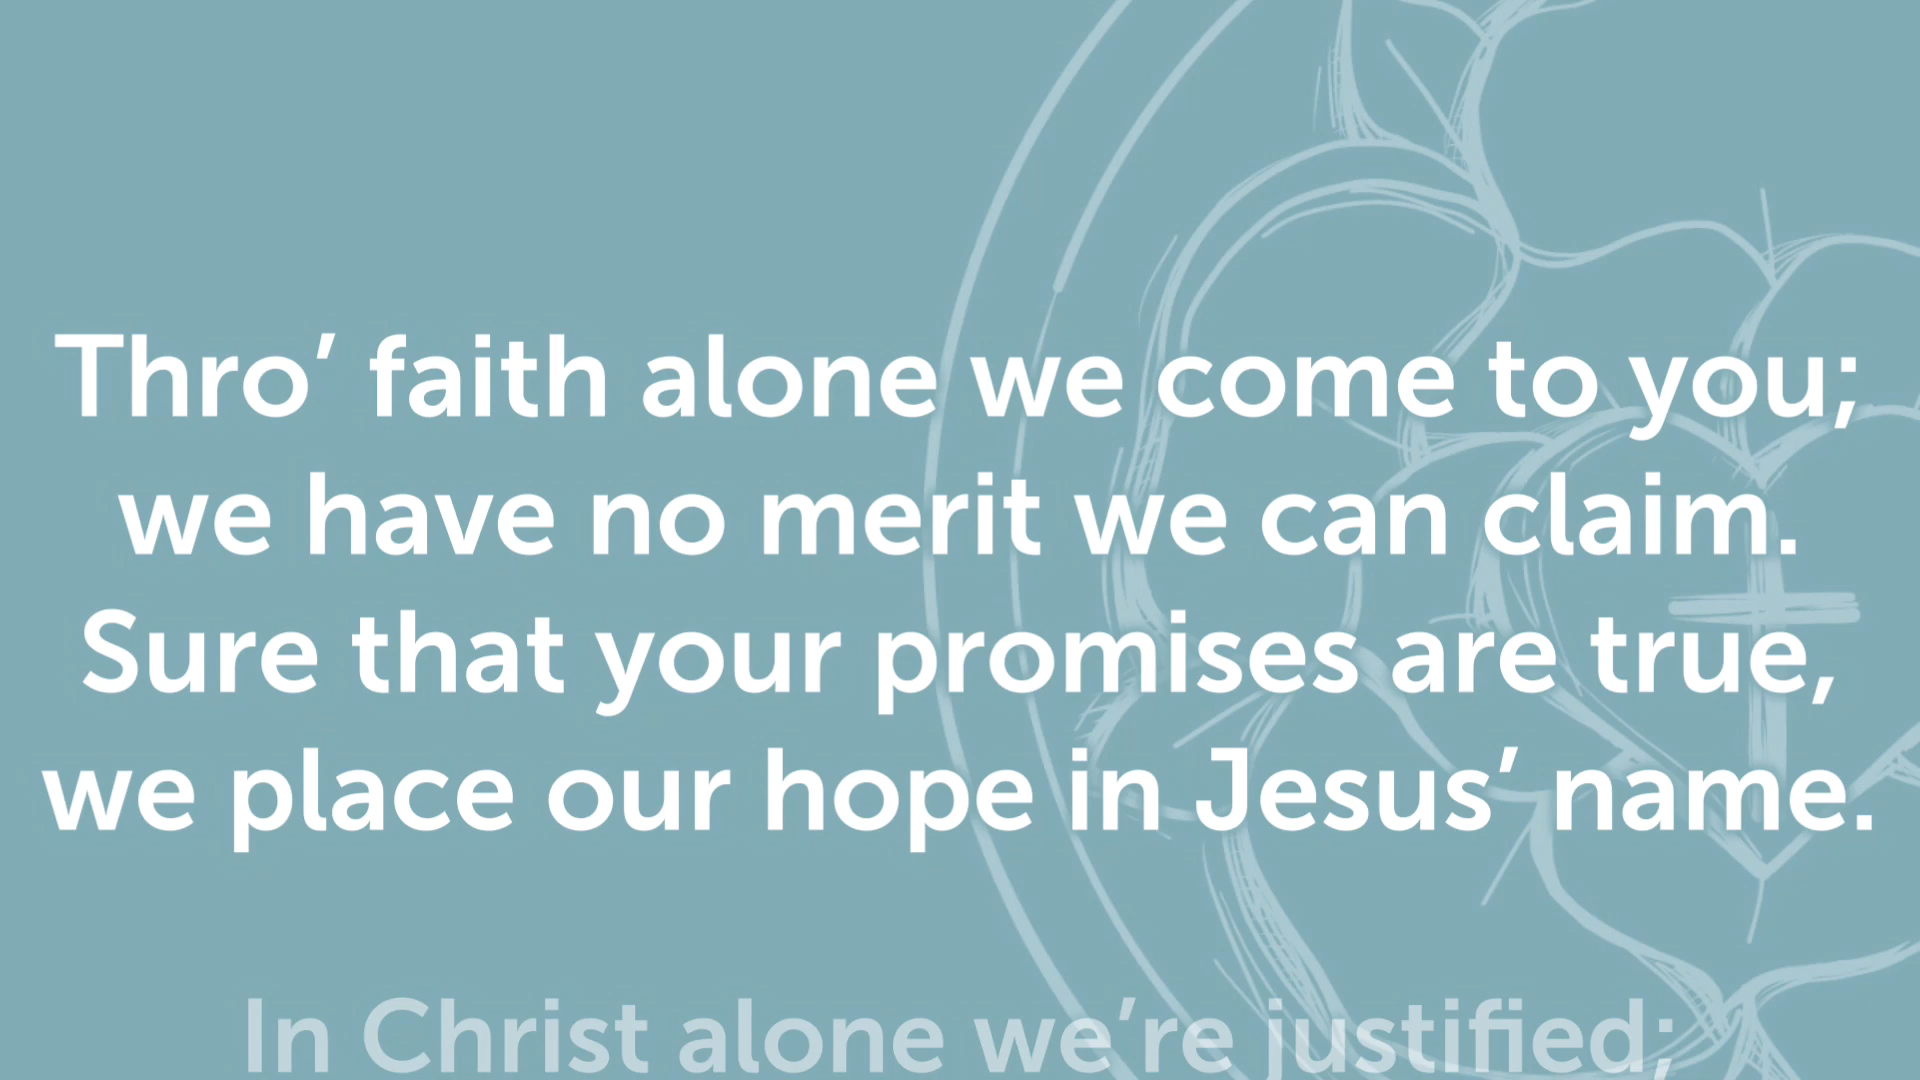 Thro’ faith alone we come to you;
we have no merit we can claim.
Sure that your promises are true,
we place our hope in Jesus’ name.
In Christ alone we’re justified;